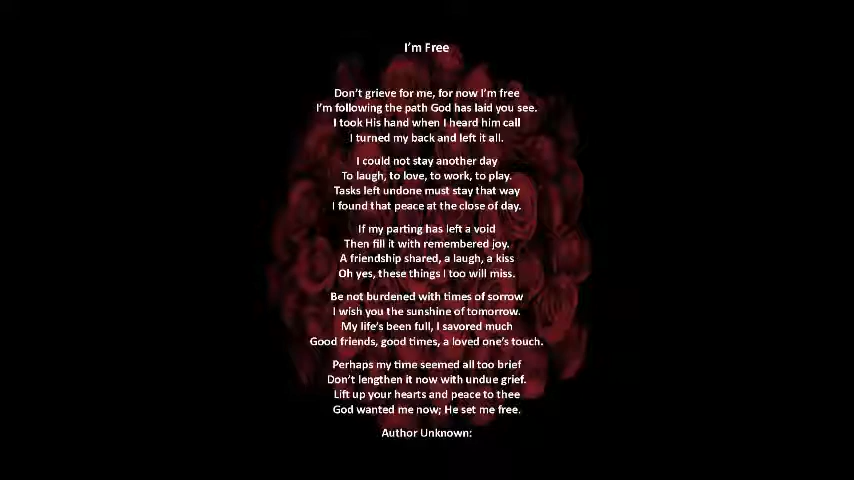 I'm Free
Don't grieve for me, for now I'm free
I'm following the path God has laid you see.
I took His hand when I heard him call
I turned my back and left it all.
I could not stay another day
To laugh, to love, to work, to play.
Tasks left undone must stay that way
I found that peace at the close of day.
If my parting has left a void
Then fill it with remembered joy.
A friendship shared, a laugh, a kiss
Oh yes, these things I too will miss.
Be not burdened with times of sorrow
I wish you the sunshine of tomorrow.
My life's been full, I savored much
Good friends, good times, a loved one's touch.
Perhaps my time seemed all too brief
Don't lengthen it now with undue grief.
Lift up your hearts and peace to thee
God wanted me now; He set me free.
Author Unknown: